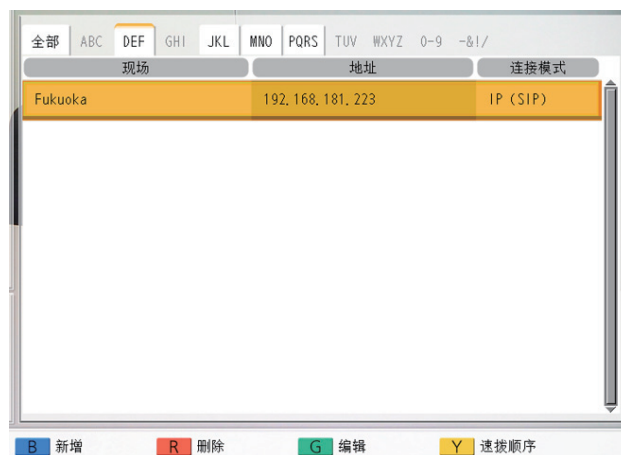 全部 ABC DEF GHI JKL MNO PQRS TUV WXYZ 0-9 -&!/
现场 地址 连接模式
Fukuoka 192.168.181.223 IP (SIP)
B 新增 R 删除 G 编辑 Y 速拨顺序